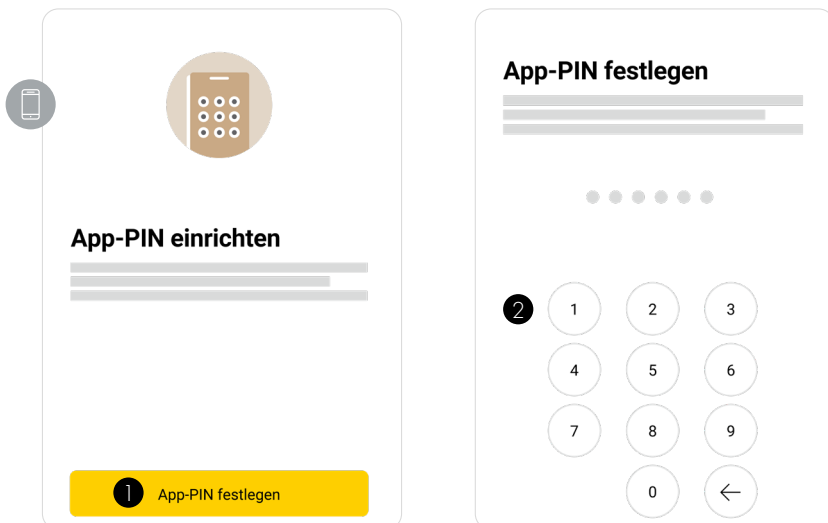 App-PIN einrichten
1 App-PIN festlegen
App-PIN festlegen
2 1 2 3
4 5 6
7 8 9
0 ←